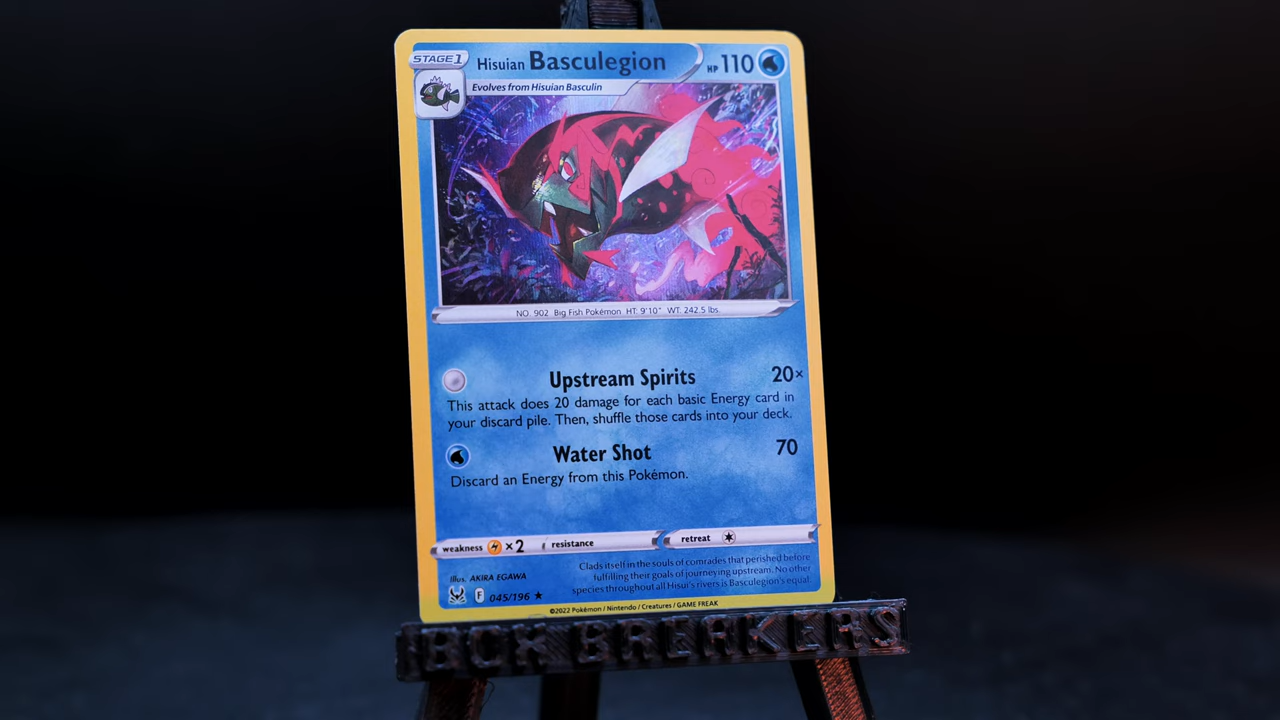 STAGE 1
Hisuian Basculegion
HP 110
Evolves from Hisuian Basculin
NO. 902 Big Fish Pokémon HT: 9'10" WT: 242.5 lbs.
Upstream Spirits 20×
This attack does 20 damage for each basic Energy card in
your discard pile. Then, shuffle those cards into your deck.
Water Shot 70
Discard an Energy from this Pokémon.
weakness ×2 resistance retreat
Clads itself in the souls of comrades that perished before
fulfilling their goals of journeying upstream. No other
species throughout all Hisui's rivers is Basculegion's equal.
Illus. AKIRA EGAWA
F 045/196 ★
©2022 Pokémon / Nintendo / Creatures / GAME FREAK
BOX BREAKERS